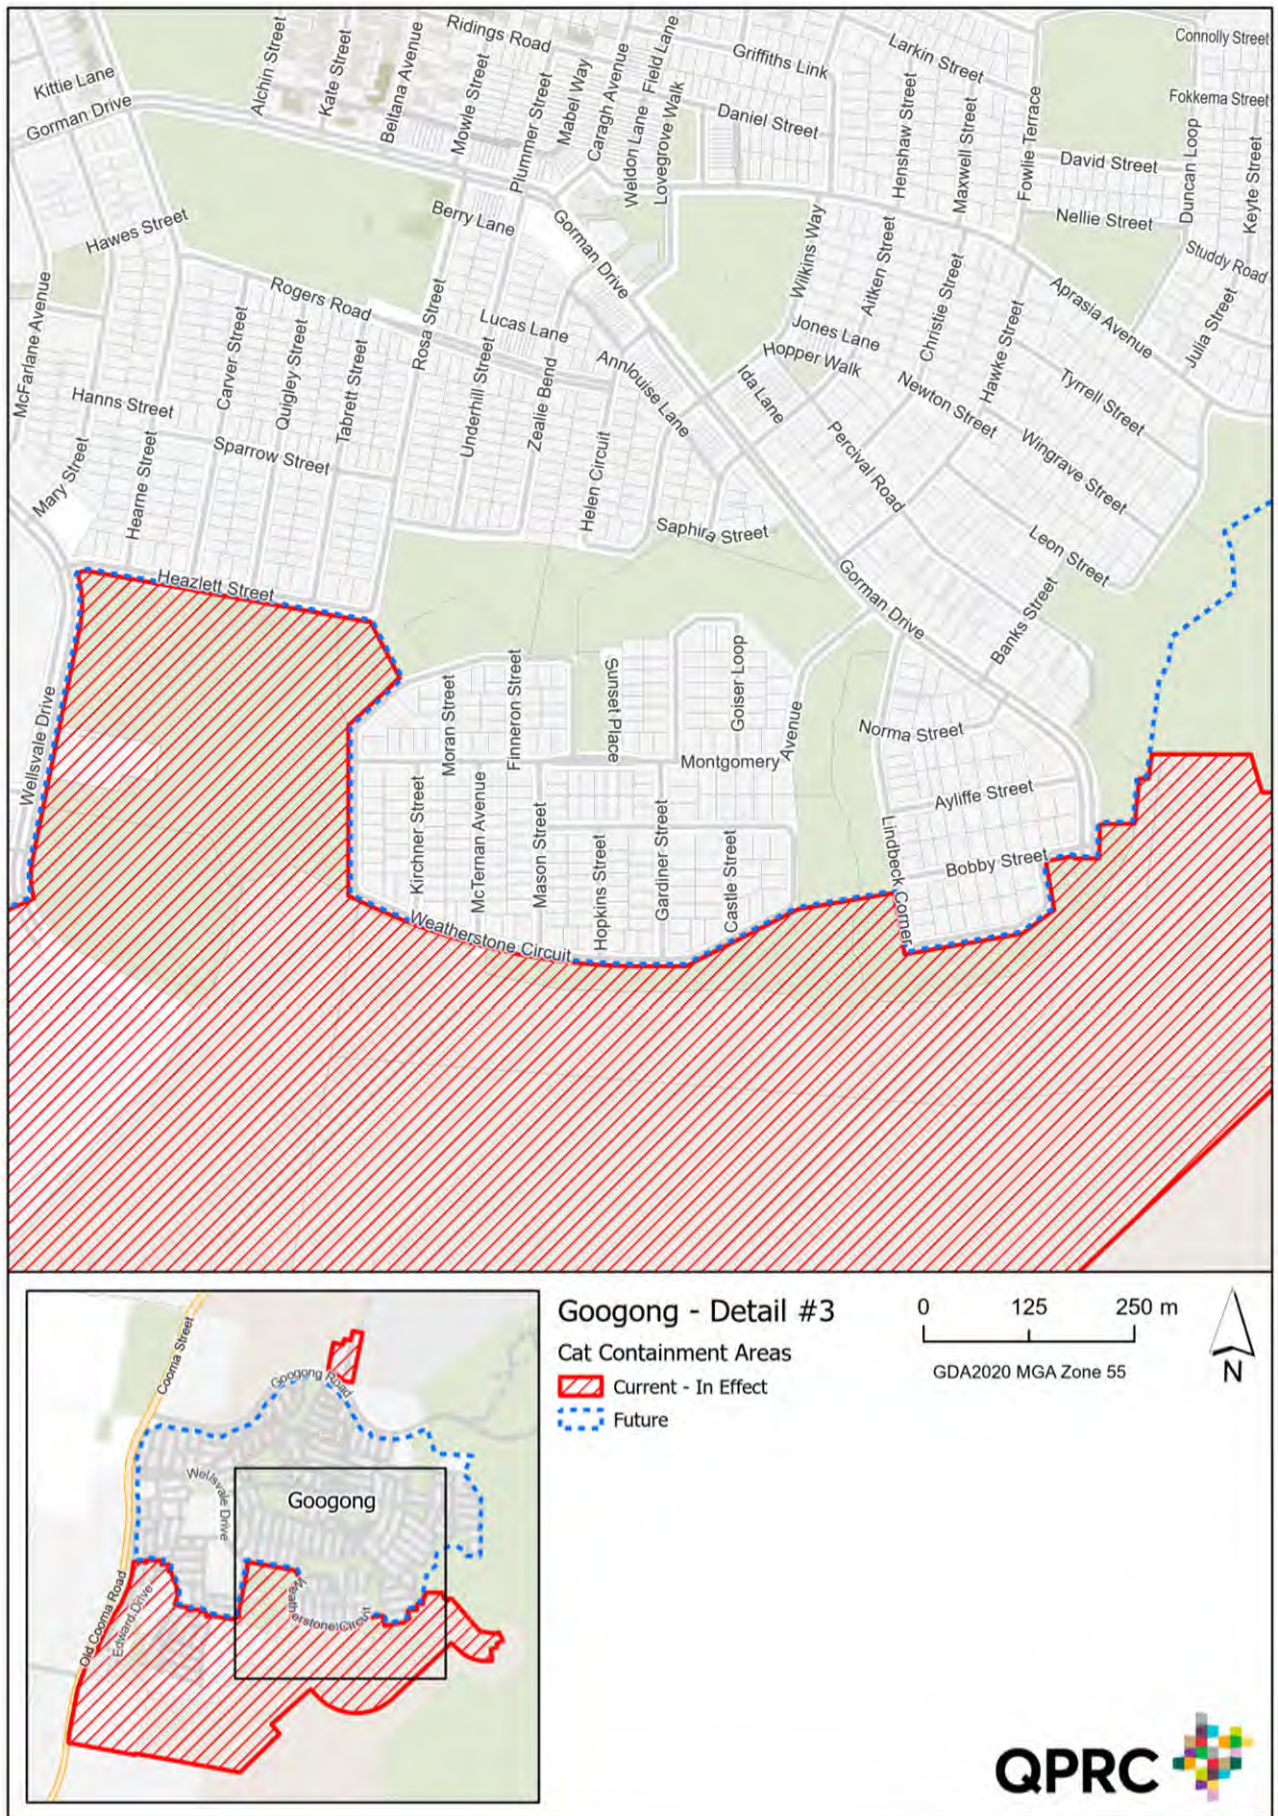 Connolly Street
Ridings Road
Griffiths Link
Larkin Street
Kittie Lane
Alchin Street
Kate Street
Beltana Avenue
Mowle Street
Plummer Street
Mabel Way
Caragh Avenue
Field Lane
Weldon Lane
Lovegrove Walk
Gorman Drive
Daniel Street
Henshaw Street
Maxwell Street
Fowlie Terrace
Fokkema Street
David Street
Duncan Loop
Keyte Street
Nellie Street
Hawes Street
Berry Lane
Gorman Drive
Wilkins Way
Aitken Street
Christie Street
Studdy Road
Aprasia Avenue
Julia Street
McFarlane Avenue
Rogers Road
Rosa Street
Lucas Lane
Carver Street
Quigley Street
Tabrett Street
Underhill Street
Zealie Bend
Annlouise Lane
Jones Lane
Hopper Walk
Hawke Street
Ida Lane
Newton Street
Tyrrell Street
Hanns Street
Sparrow Street
Helen Circuit
Percival Road
Wingrave Street
Mary Street
Hearne Street
Saphira Street
Leon Street
Heazlett Street
Gorman Drive
Banks Street
Wellsvale Drive
Moran Street
Finneron Street
Sunset Place
Goiser Loop
Montgomery Avenue
Norma Street
Ayliffe Street
Kirchner Street
McTernan Avenue
Mason Street
Hopkins Street
Gardiner Street
Castle Street
Lindbeck Corner
Bobby Street
Weatherstone Circuit
Cooma Street
Googong Road
Wellsvale Drive
Googong
Old Cooma Road
Edward Drive
Weatherstone Circuit
Googong - Detail #3
Cat Containment Areas
Current - In Effect
Future
0 125 250 m
GDA2020 MGA Zone 55
N
QPRC